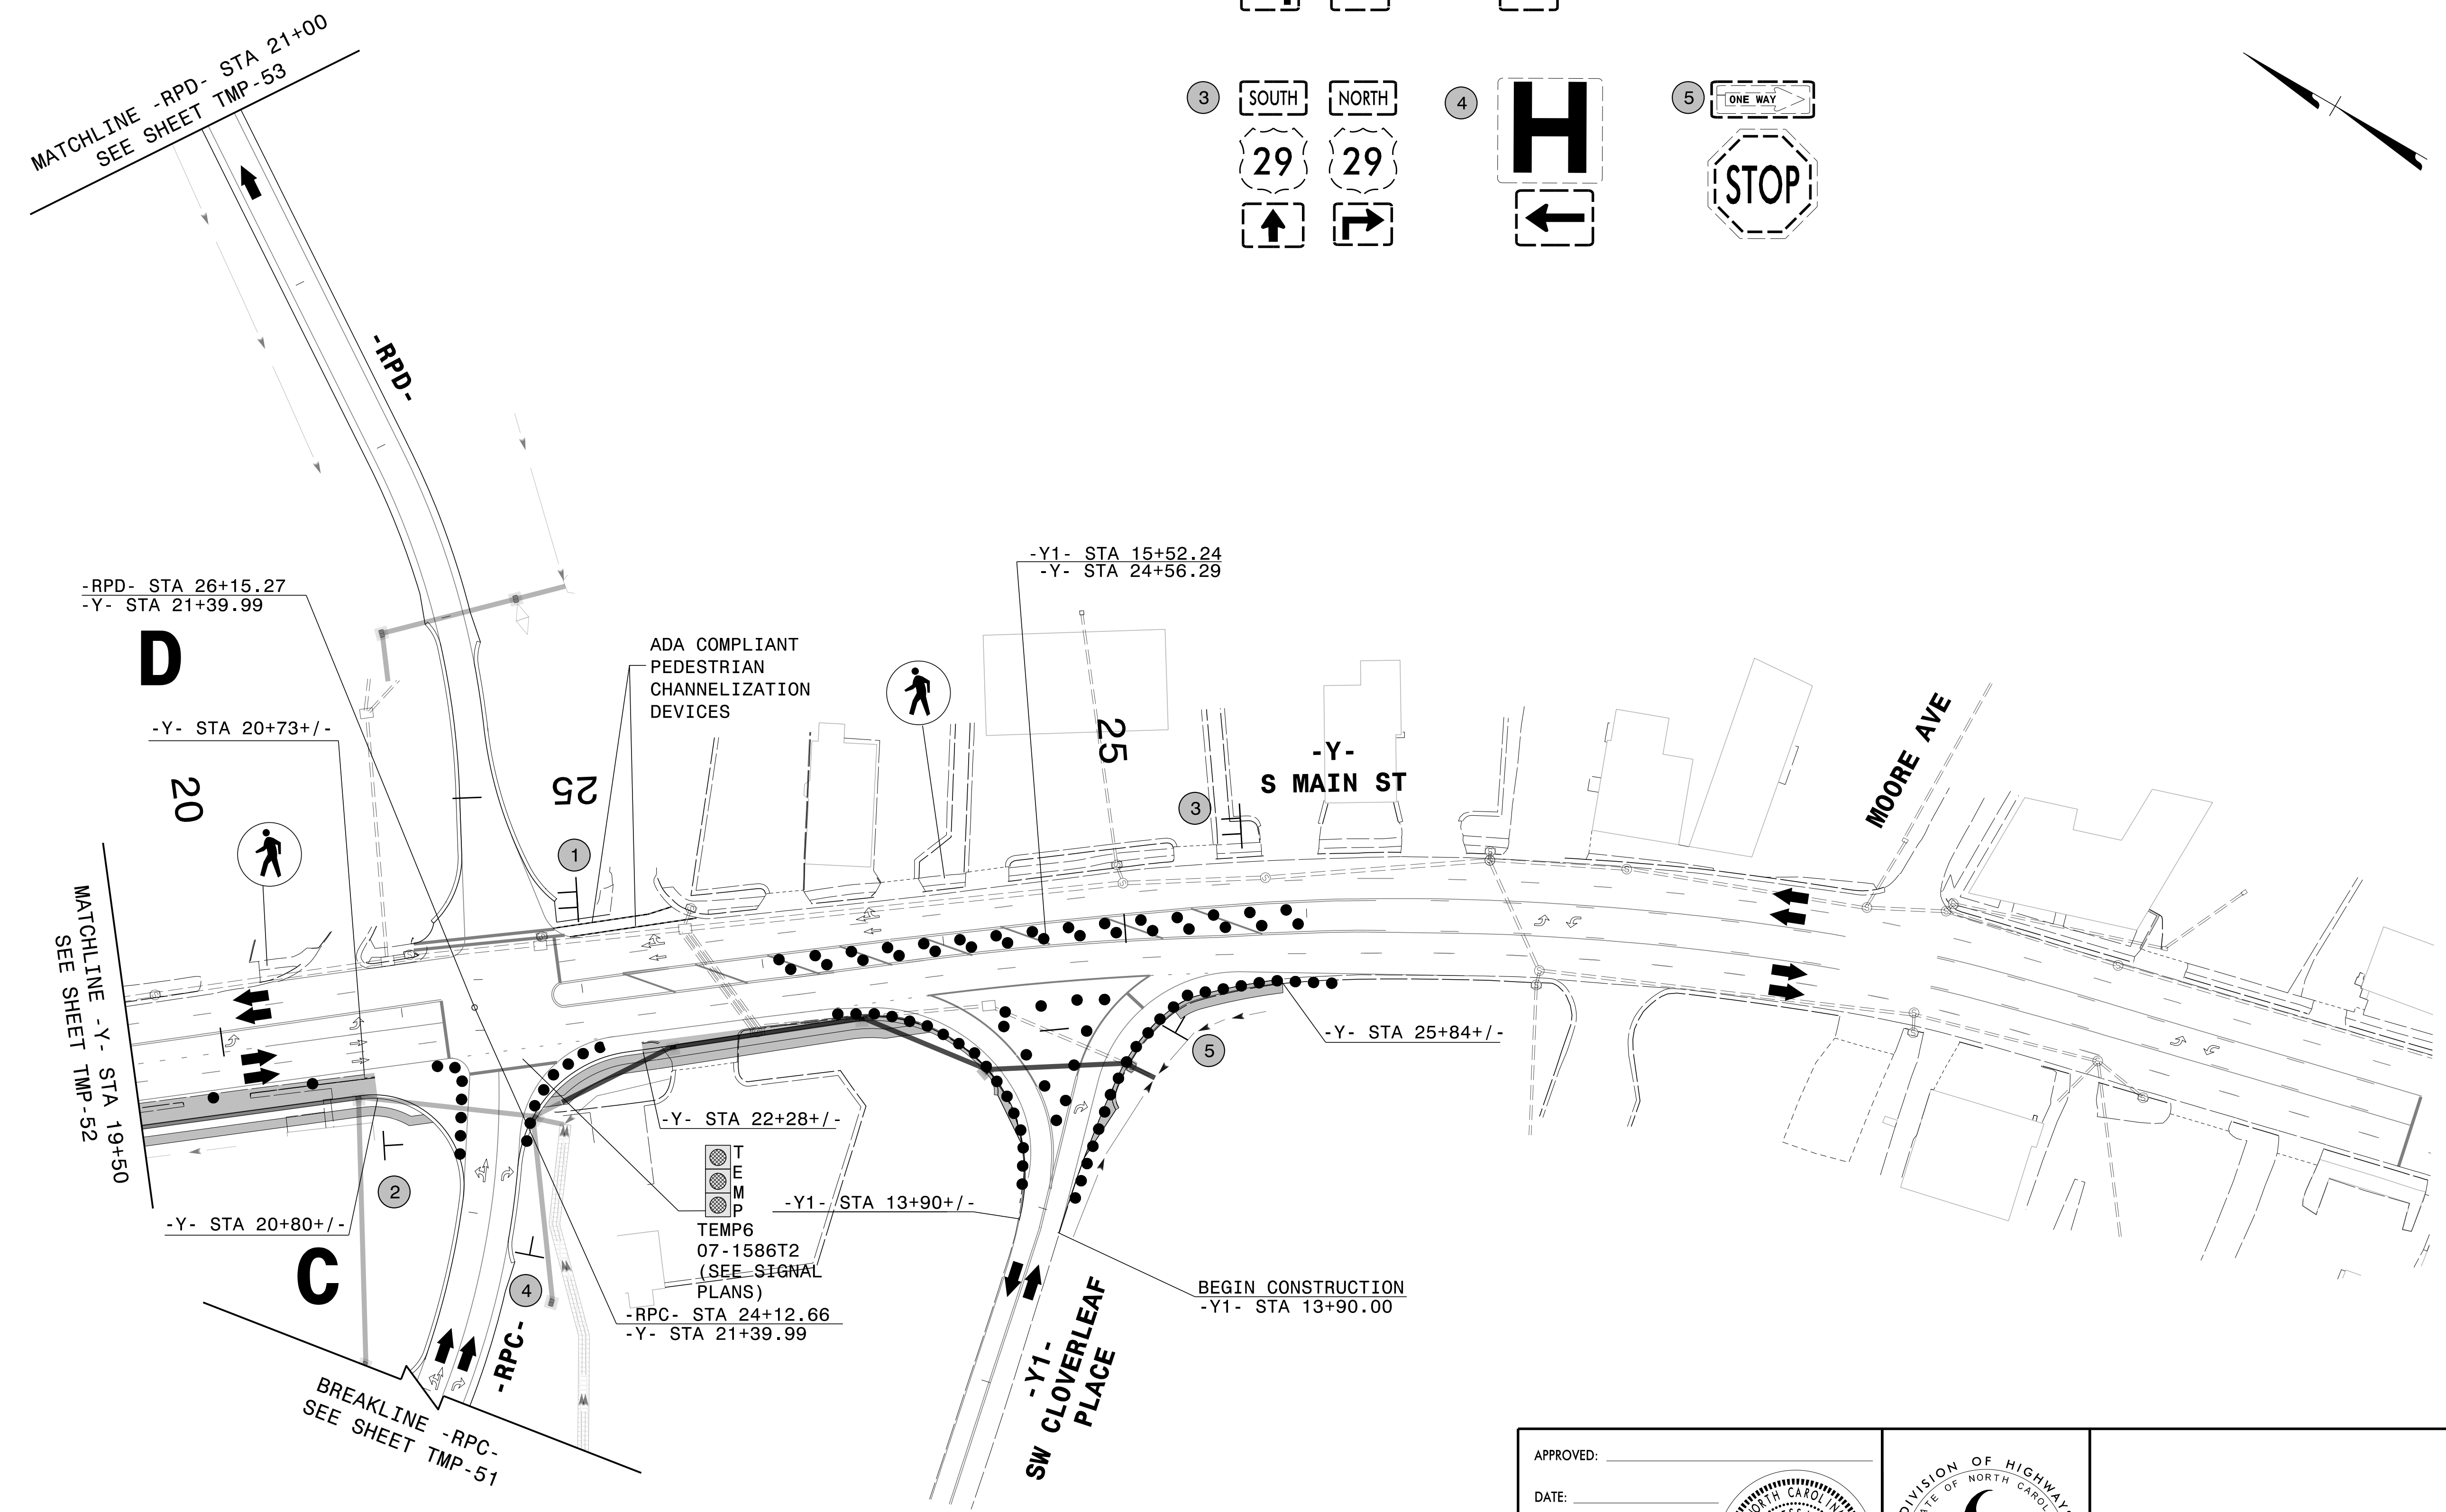 MATCHLINE -RPD- STA 21+00
SEE SHEET TMP-53
3
SOUTH
NORTH
29
29
4
H
5
ONE WAY
STOP
-RPD-
-RPD- STA 26+15.27
-Y- STA 21+39.99
D
-Y- STA 20+73+/-
20
ADA COMPLIANT
PEDESTRIAN
CHANNELIZATION
DEVICES
25
1
-Y1- STA 15+52.24
-Y- STA 24+56.29
25
3
-Y-
S MAIN ST
MOORE AVE
MATCHLINE -Y- STA 19+50
SEE SHEET TMP-52
2
-Y- STA 20+80+/-
C
4
-RPC-
BREAKLINE -RPC-
SEE SHEET TMP-51
-Y- STA 22+28+/-
TEMP
TEMP6
07-1586T2
(SEE SIGNAL
PLANS)
-RPC- STA 24+12.66
-Y- STA 21+39.99
-Y1- STA 13+90+/-
5
-Y- STA 25+84+/-
BEGIN CONSTRUCTION
-Y1- STA 13+90.00
-Y1-
SW CLOVERLEAF
PLACE
APPROVED:
DATE:
NORTH CAROLIN
DIVISION OF HIGHWAYS
OF NORTH CAROL